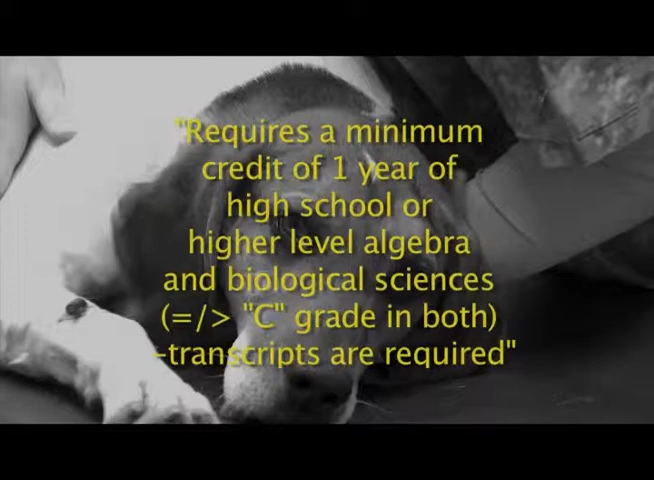 "Requires a minimum
credit of 1 year of
high school or
higher level algebra
and biological sciences
(=/> "C" grade in both)
-transcripts are required"